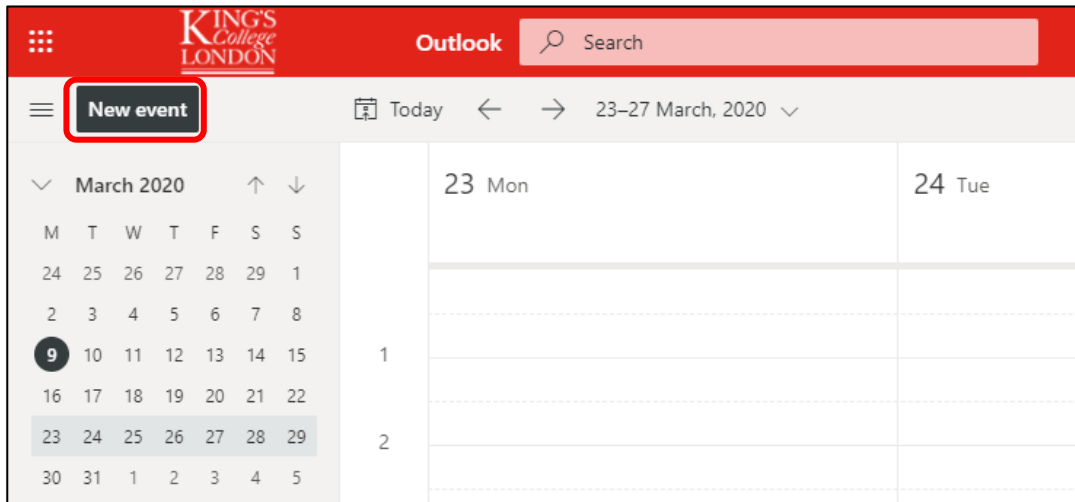 KING'S
College
LONDON
Outlook Search
New event Today 23–27 March, 2020
March 2020
M T W T F S S
24 25 26 27 28 29 1
2 3 4 5 6 7 8
9 10 11 12 13 14 15
16 17 18 19 20 21 22
23 24 25 26 27 28 29
30 31 1 2 3 4 5
23 Mon 24 Tue
1
2